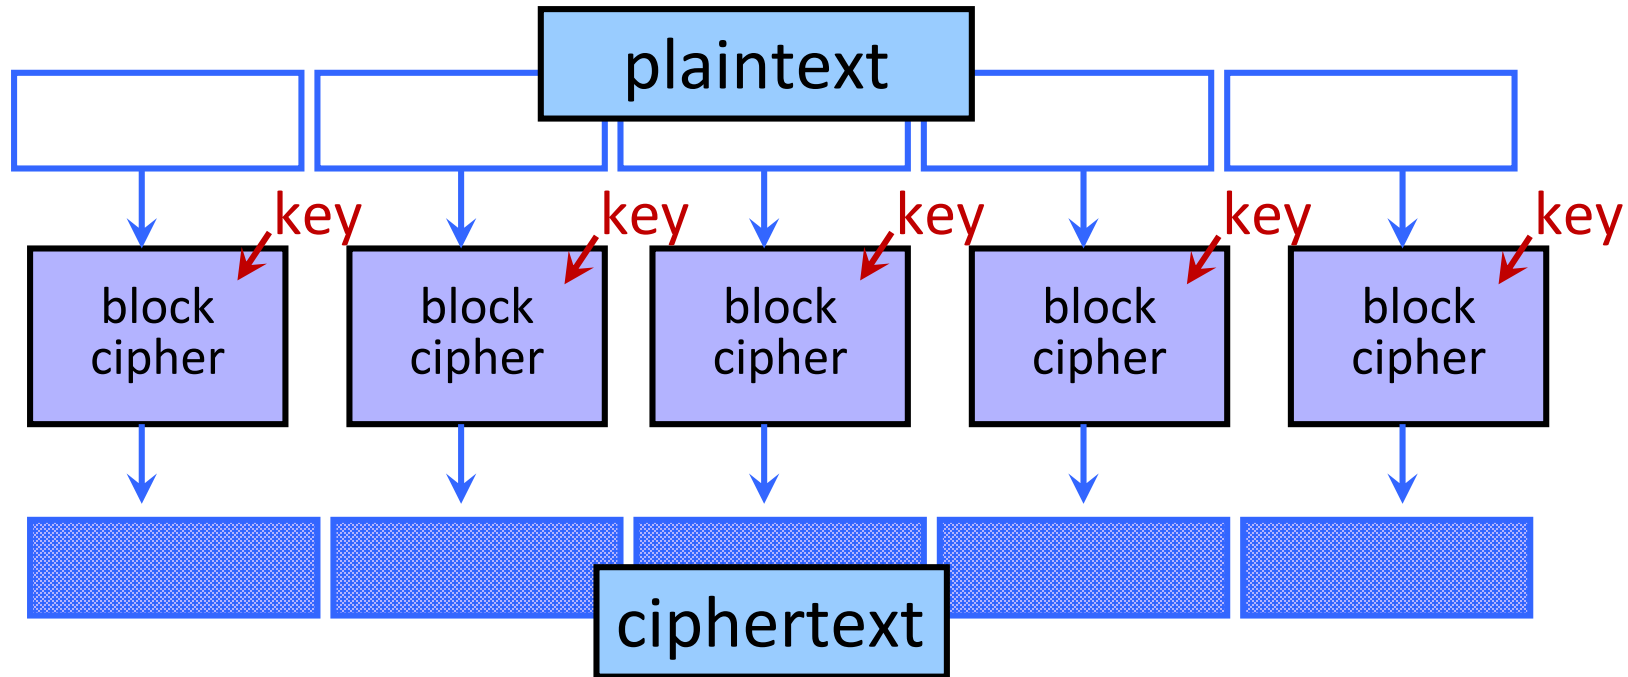 plaintext
key
key
key
key
key
block
cipher
block
cipher
block
cipher
block
cipher
block
cipher
ciphertext